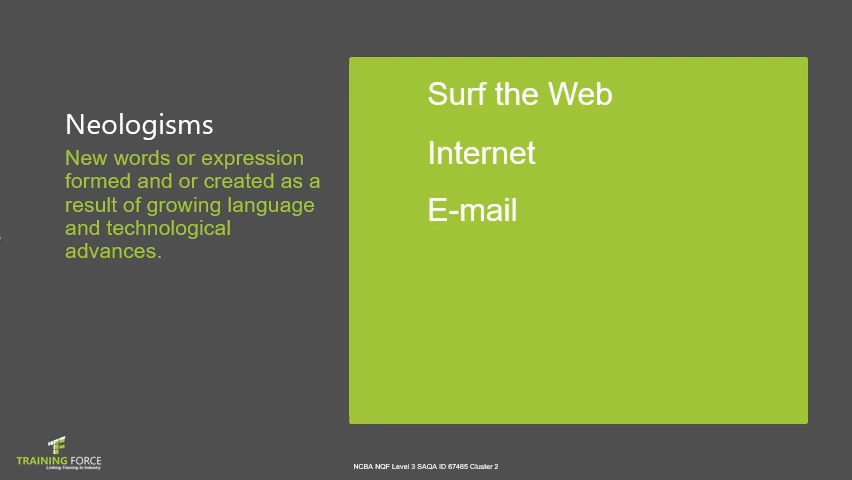 Neologisms
New words or expression
formed and or created as a
result of growing language
and technological
advances.
Surf the Web
Internet
E-mail
TRAINING FORCE
Linking Training to Industry
NCBA NQF Level 3 SAQA ID 67465 Cluster 2